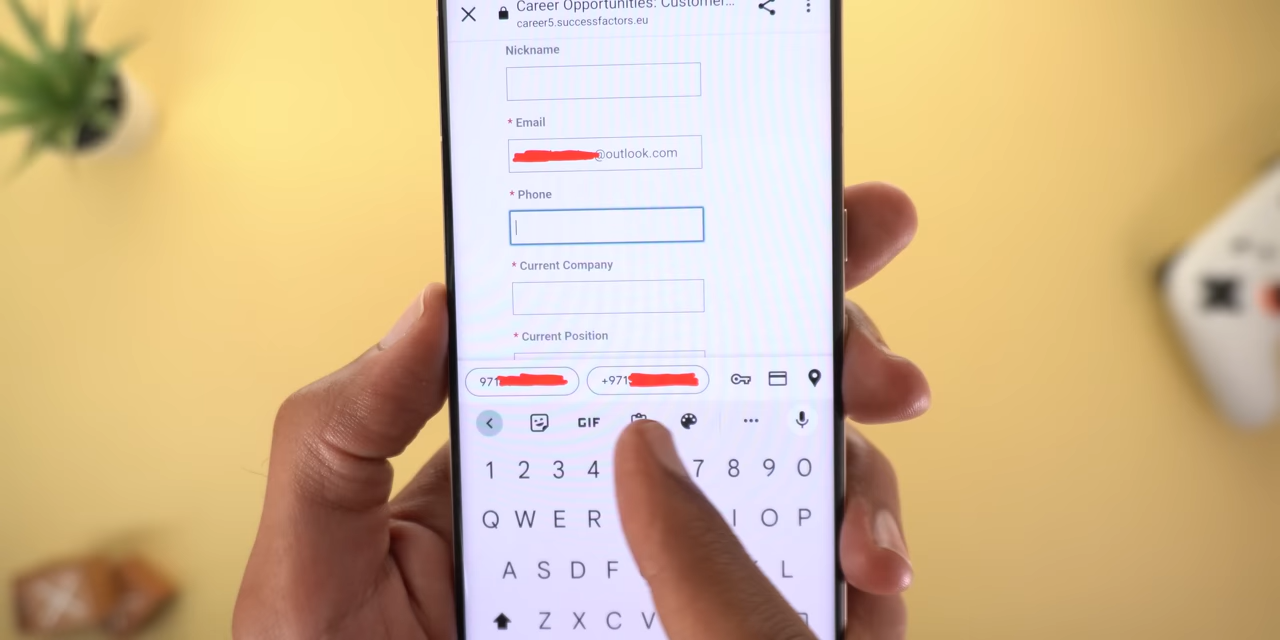 Career Opportunities: Customer...
career5.successfactors.eu
Nickname
* Email
@outlook.com
* Phone
* Current Company
* Current Position
971 +971
GIF
1 2 3 4 7 8 9 0
Q W E R I O P
A S D F L
Z X C V